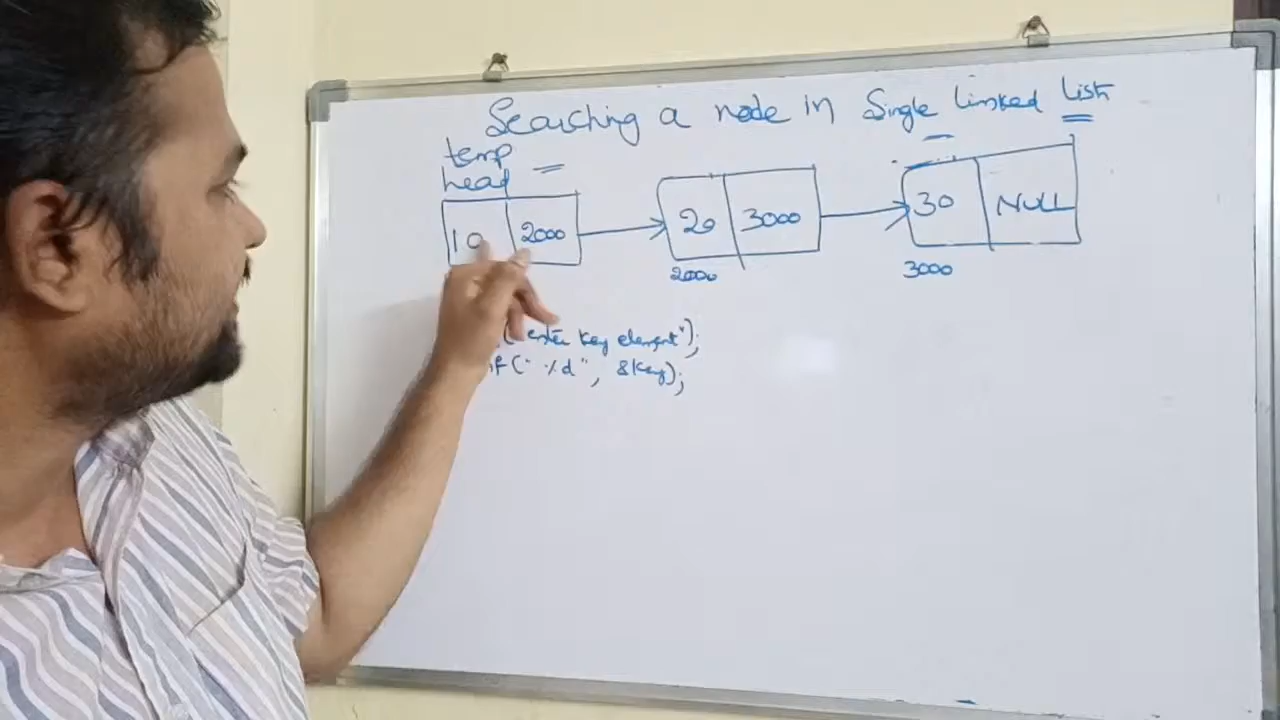 Searching a node in Single Linked List
temp
head
10 2000 20 3000 30 NULL
2000 3000
("enter key element");
f("%d", &key);